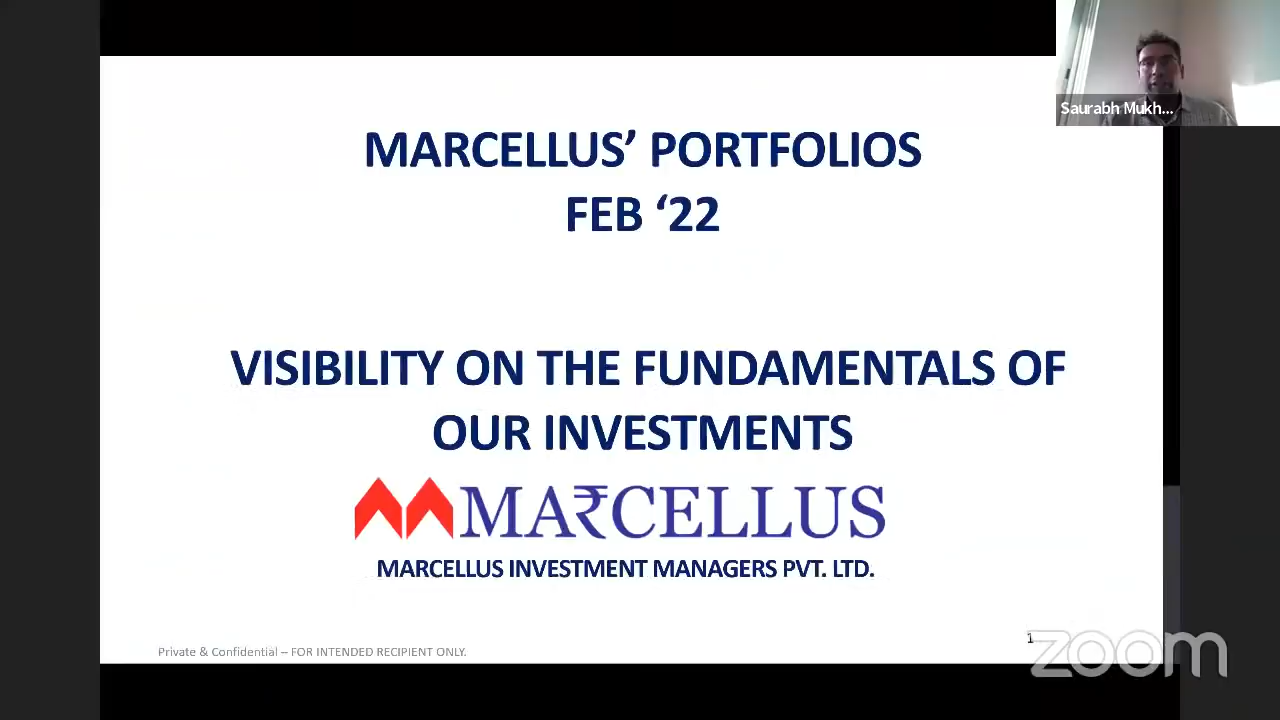 Saurabh Mukh...
MARCELLUS’ PORTFOLIOS
FEB ‘22
VISIBILITY ON THE FUNDAMENTALS OF
OUR INVESTMENTS
MA₹CELLUS
MARCELLUS INVESTMENT MANAGERS PVT. LTD.
Private & Confidential – FOR INTENDED RECIPIENT ONLY.
1
zoom